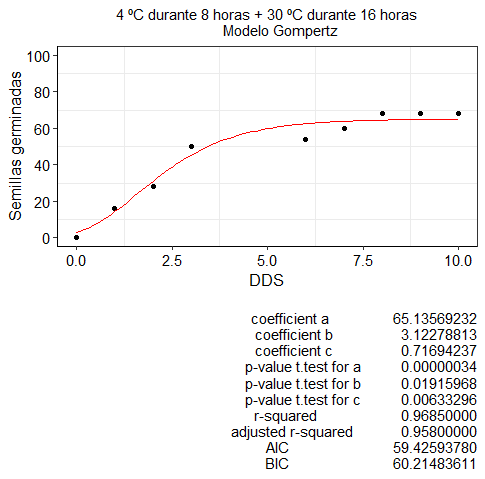 4 ºC durante 8 horas + 30 ºC durante 16 horas
Modelo Gompertz
Semillas germinadas
100
80
60
40
20
0
0.0 2.5 5.0 7.5 10.0
DDS
coefficient a 65.13569232
coefficient b 3.12278813
coefficient c 0.71694237
p-value t.test for a 0.00000034
p-value t.test for b 0.01915968
p-value t.test for c 0.00633296
r-squared 0.96850000
adjusted r-squared 0.95800000
AIC 59.42593780
BIC 60.21483611